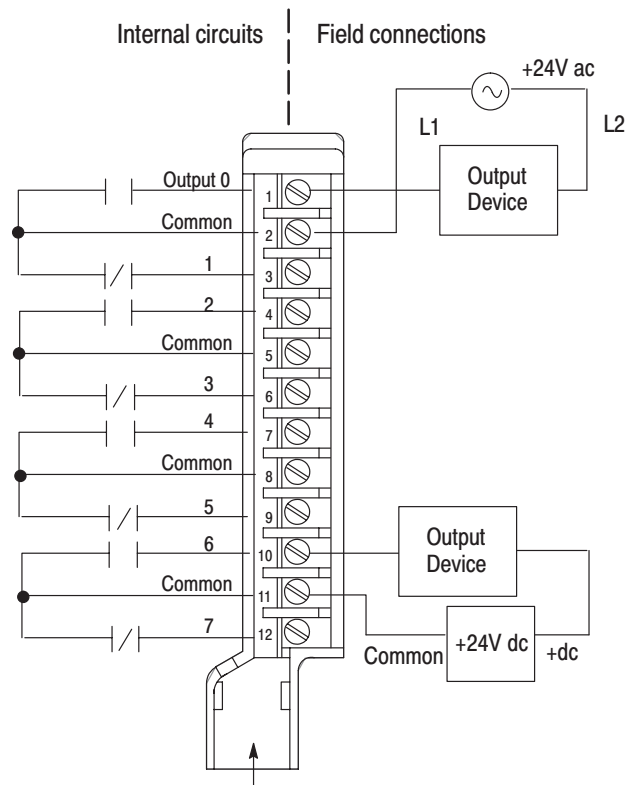 Internal circuits
Field connections
+24V ac
L1
L2
Output 0
1
Output
Device
Common
2
1
3
2
4
Common
5
3
6
4
7
Common
8
5
9
6
10
Output
Device
Common
11
7
12
Common
+24V dc
+dc